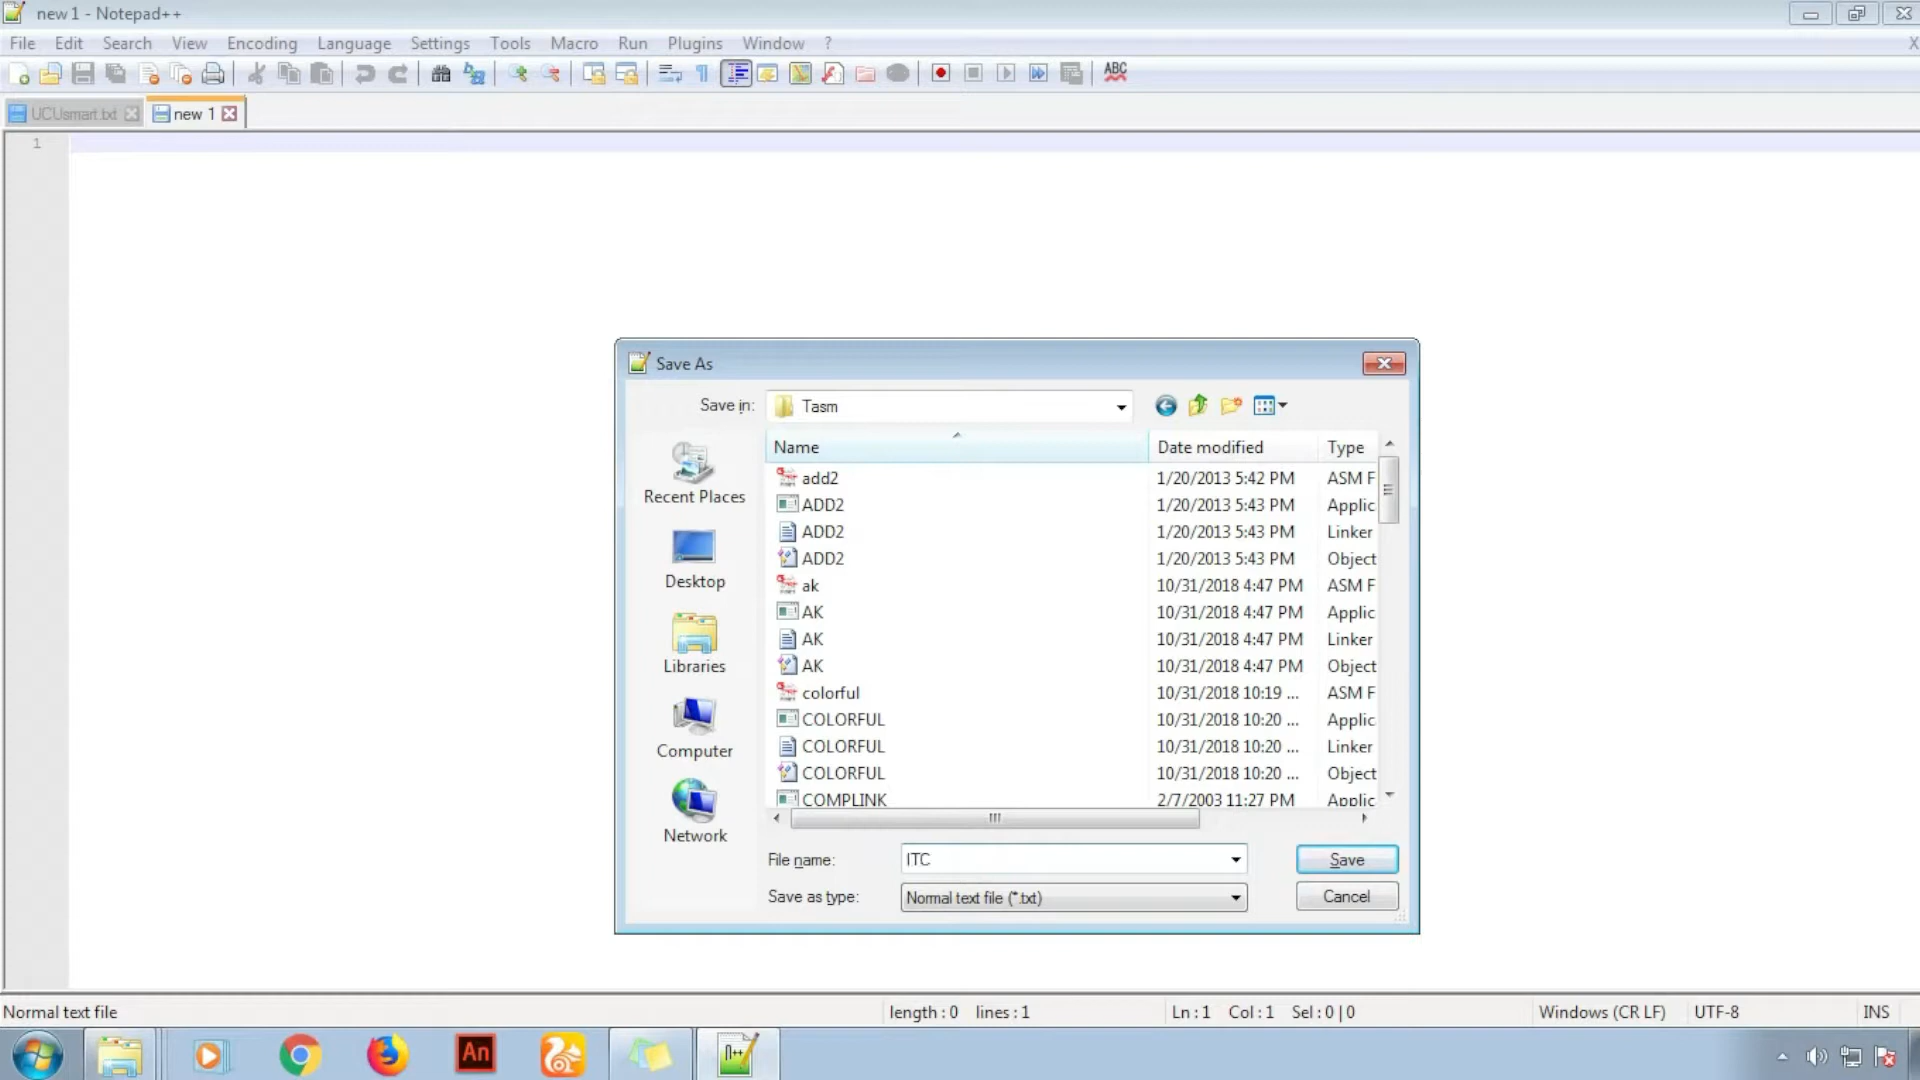 new 1 - Notepad++
File Edit Search View Encoding Language Settings Tools Macro Run Plugins Window ? X
ABC
UCUsmart.txt new 1
1
Save As
Save in: Tasm
Name Date modified Type
add2 1/20/2013 5:42 PM ASM F
ADD2 1/20/2013 5:43 PM Applic
ADD2 1/20/2013 5:43 PM Linker
ADD2 1/20/2013 5:43 PM Object
ak 10/31/2018 4:47 PM ASM F
AK 10/31/2018 4:47 PM Applic
AK 10/31/2018 4:47 PM Linker
AK 10/31/2018 4:47 PM Object
colorful 10/31/2018 10:19 ... ASM F
COLORFUL 10/31/2018 10:20 ... Applic
COLORFUL 10/31/2018 10:20 ... Linker
COLORFUL 10/31/2018 10:20 ... Object
COMPLINK 2/7/2003 11:27 PM Applic
Recent Places
Desktop
Libraries
Computer
Network
File name: ITC Save
Save as type: Normal text file (*.txt) Cancel
Normal text file length : 0 lines : 1 Ln : 1 Col : 1 Sel : 0 | 0 Windows (CR LF) UTF-8 INS
An
n++